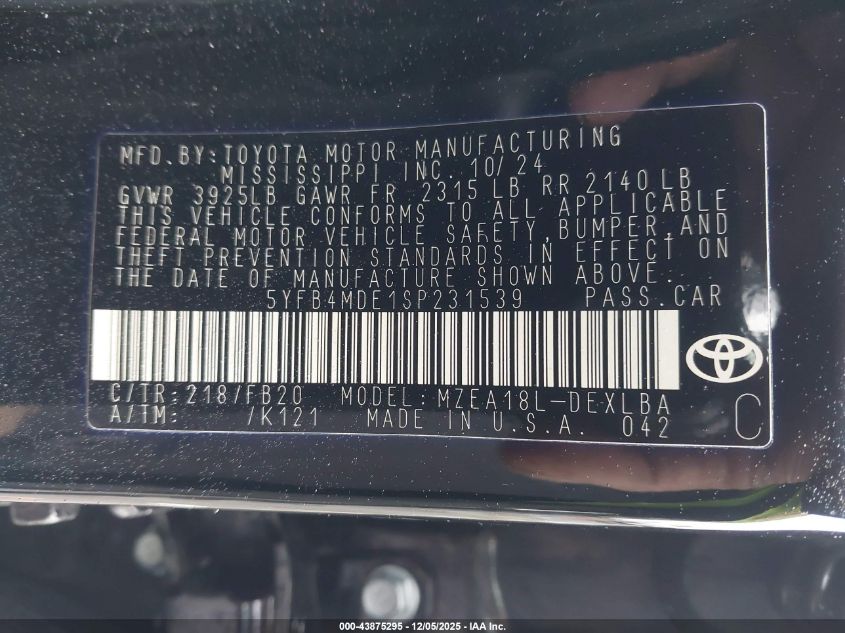 MFD.BY:TOYOTA MOTOR MANUFACTURING
MISSISSIPPI INC. 10/24
GVWR 3925LB GAWR FR 2315 LB RR 2140 LB
THIS VEHICLE CONFORMS TO ALL APPLICABLE
FEDERAL MOTOR VEHICLE SAFETY,BUMPER,AND
THEFT PREVENTION STANDARDS IN EFFECT ON
THE DATE OF MANUFACTURE SHOWN ABOVE.
5YFB4MDE1SP231539 PASS.CAR
C/TR:218/FB20 MODEL:MZEA18L-DEXLBA
A/TM: /K121 MADE IN U.S.A. 042 C
000-43875295 - 12/05/2025 - IAA Inc.